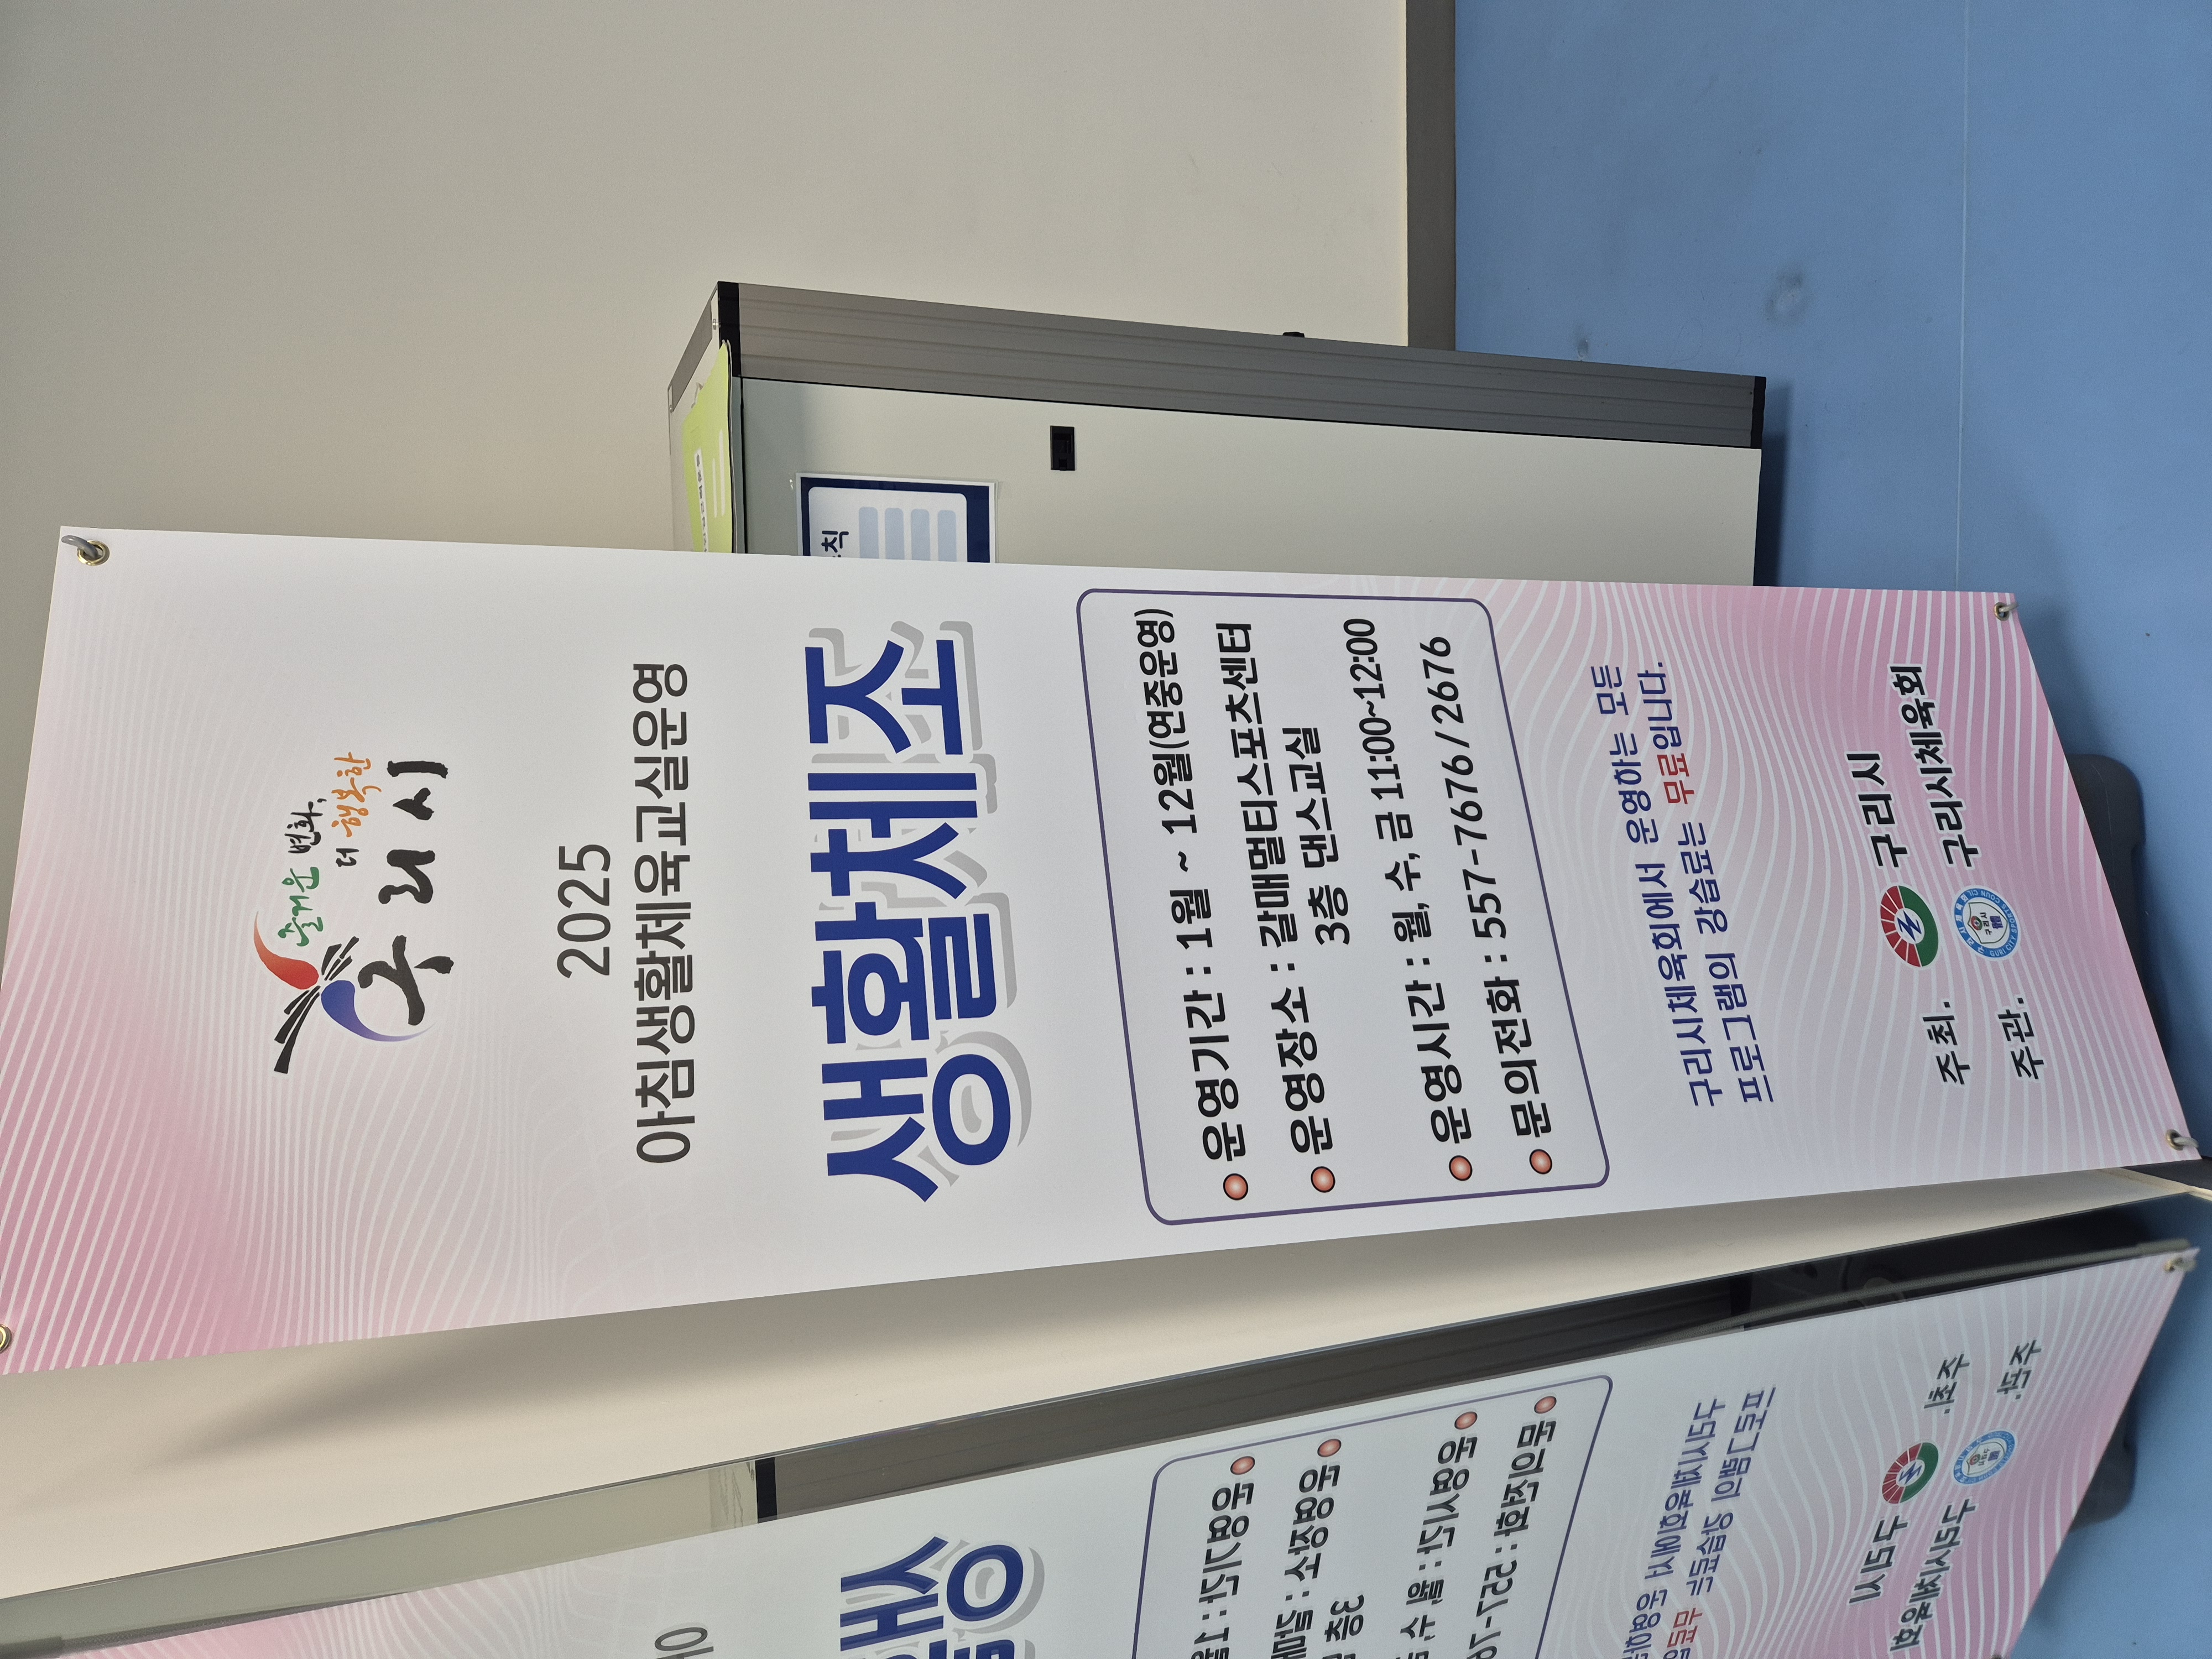 즐거운 변화,
더 행복한
구리시
2025
아침생활체육교실운영
생활체조
운영기간 : 1월 ~ 12월(연중운영)
운영장소 : 갈매멀티스포츠센터
3층 댄스교실
운영시간 : 월, 수, 금 11:00~12:00
문의전화 : 557-7676 / 2676
구리시체육회에서 운영하는 모든
프로그램의 강습료는 무료입니다.
주최. 구리시
주관. 구리시체육회